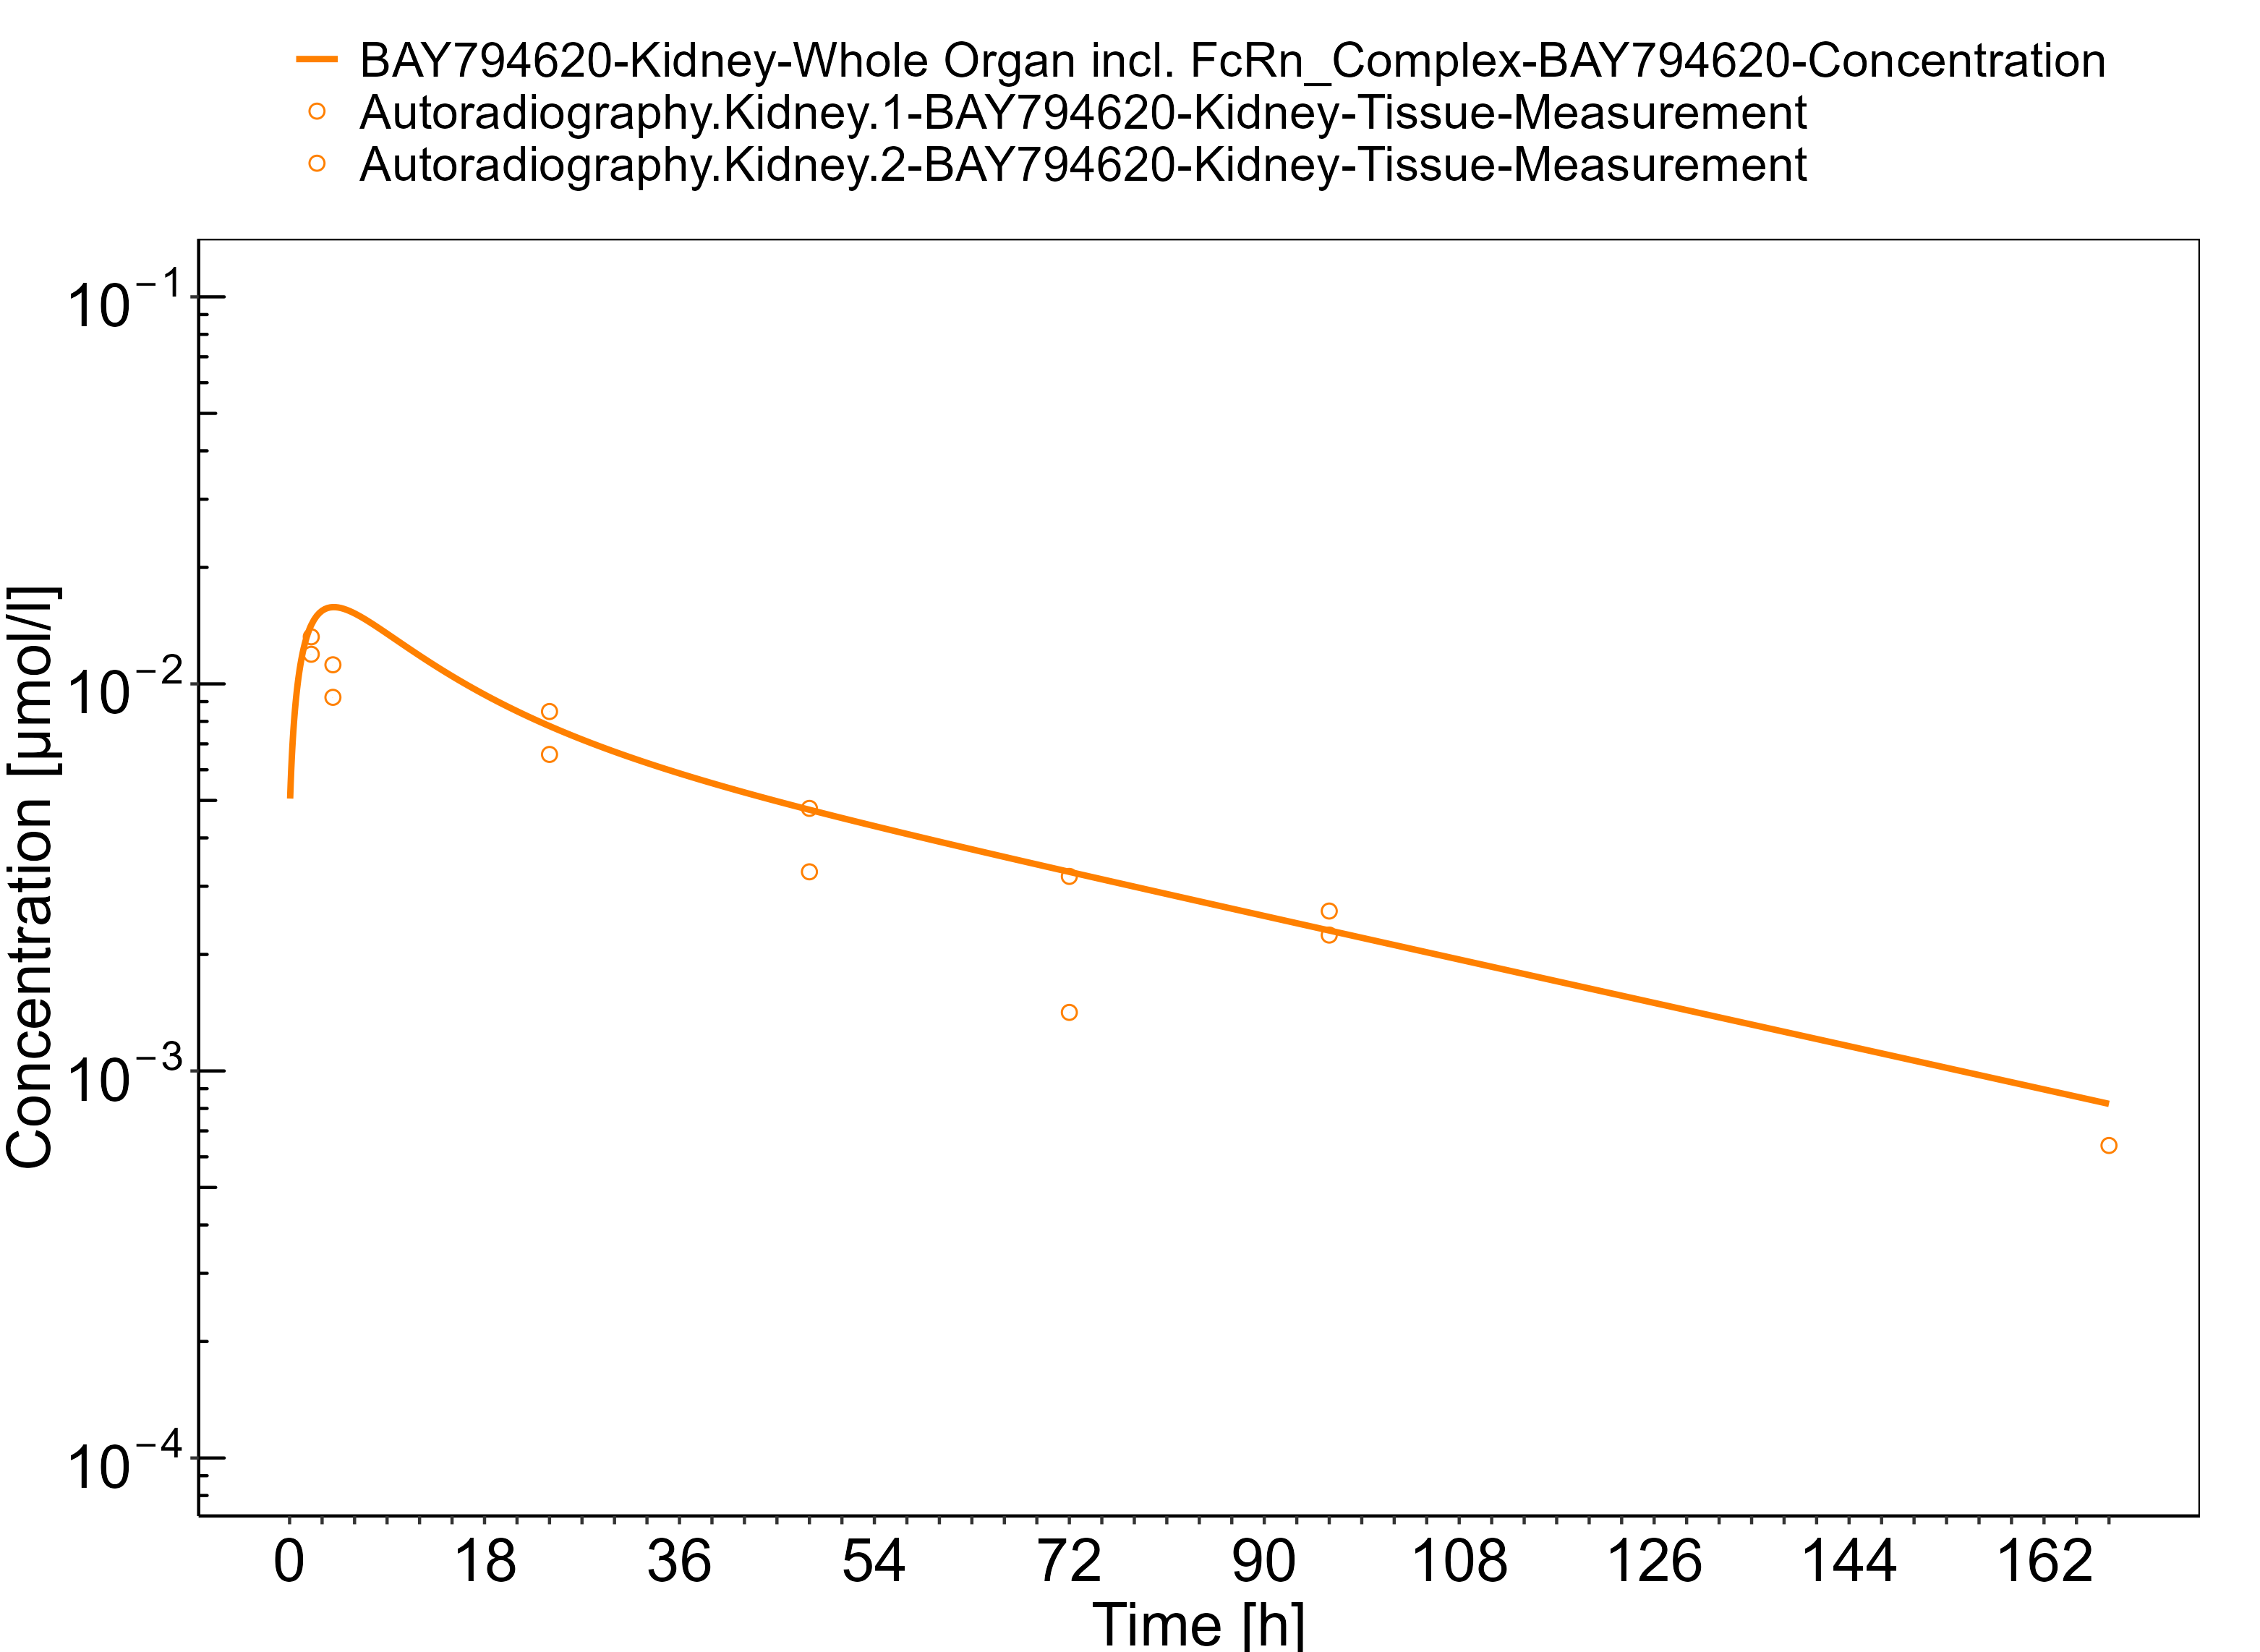 BAY794620-Kidney-Whole Organ incl. FcRn_Complex-BAY794620-Concentration
Autoradiography.Kidney.1-BAY794620-Kidney-Tissue-Measurement
Autoradiography.Kidney.2-BAY794620-Kidney-Tissue-Measurement
10⁻¹
10⁻²
10⁻³
10⁻⁴
Concentration [µmol/l]
0 18 36 54 72 90 108 126 144 162
Time [h]